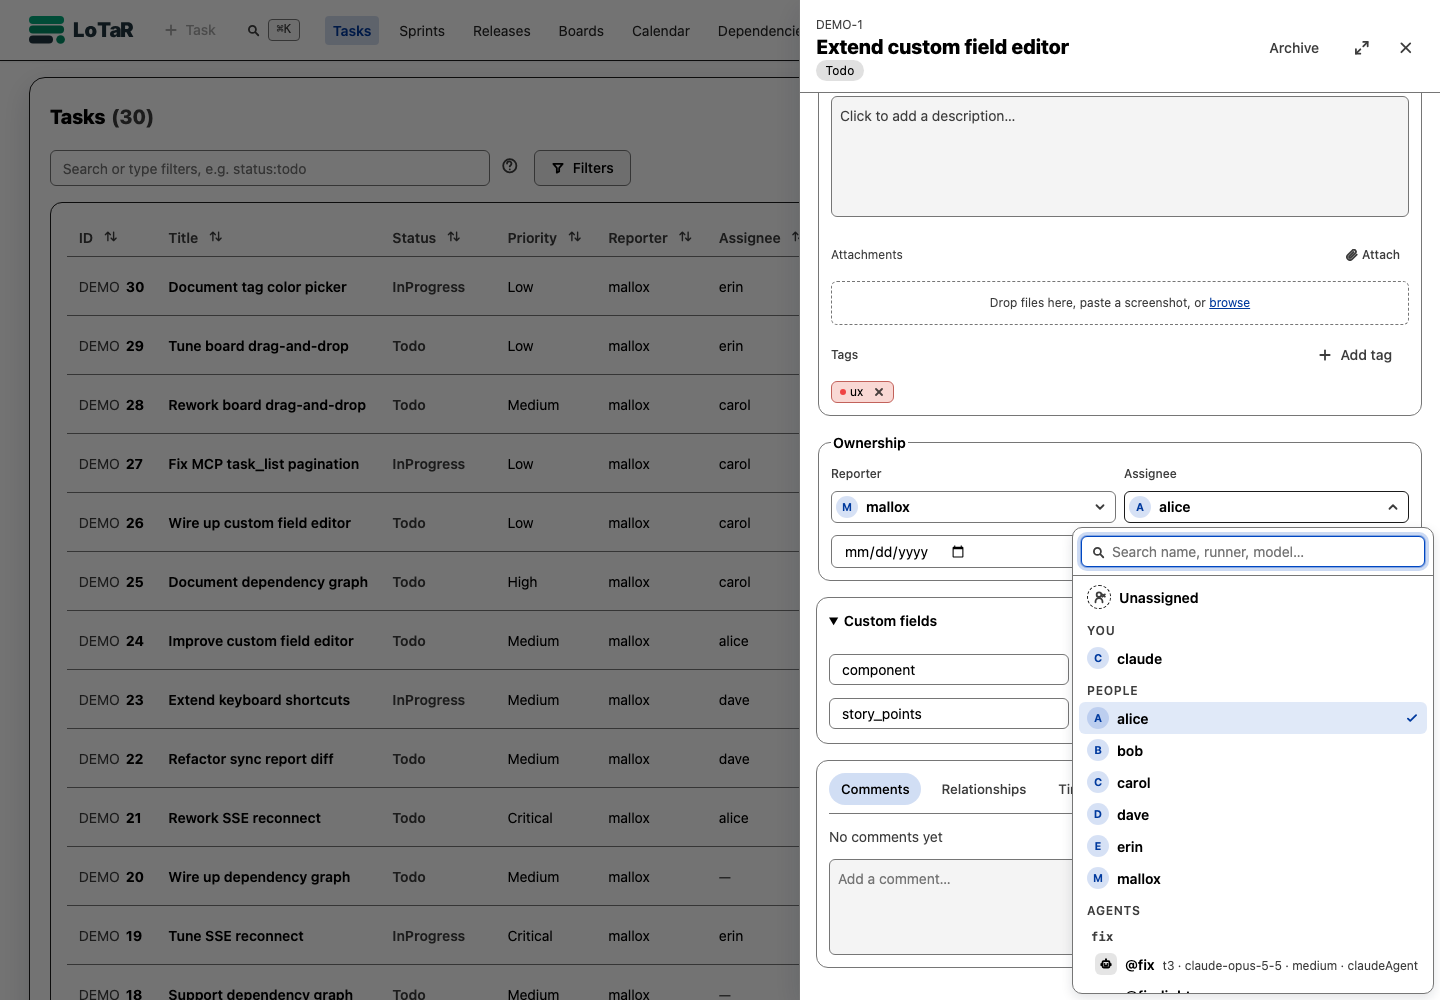 LoTaR
+ Task
⌘K
Tasks
Sprints
Releases
Boards
Calendar
Tasks (30)
Search or type filters, e.g. status:todo
Filters
ID Title Status Priority Reporter Assignee
DEMO 30 Document tag color picker InProgress Low mallox erin
DEMO 29 Tune board drag-and-drop Todo Low mallox erin
DEMO 28 Rework board drag-and-drop Todo Medium mallox carol
DEMO 27 Fix MCP task_list pagination InProgress Low mallox carol
DEMO 26 Wire up custom field editor Todo Low mallox carol
DEMO 25 Document dependency graph Todo High mallox carol
DEMO 24 Improve custom field editor Todo Medium mallox alice
DEMO 23 Extend keyboard shortcuts InProgress Medium mallox dave
DEMO 22 Refactor sync report diff Todo Medium mallox dave
DEMO 21 Rework SSE reconnect Todo Critical mallox alice
DEMO 20 Wire up dependency graph Todo Medium mallox —
DEMO 19 Tune SSE reconnect InProgress Critical mallox erin
DEMO 18 Support dependency graph Todo Medium mallox —
DEMO-1
Extend custom field editor
Todo
Archive
Click to add a description...
Attachments
Attach
Drop files here, paste a screenshot, or browse
Tags
+ Add tag
ux
Ownership
Reporter
Assignee
M mallox
A alice
mm/dd/yyyy
Custom fields
component
story_points
Comments
Relationships
No comments yet
Add a comment...
Search name, runner, model...
Unassigned
YOU
C claude
PEOPLE
A alice
B bob
C carol
D dave
E erin
M mallox
AGENTS
fix
@fix t3 · claude-opus-5-5 · medium · claudeAgent